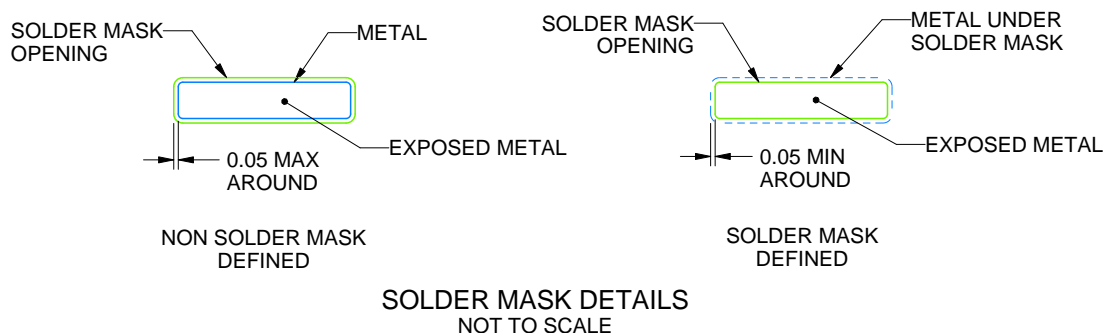 SOLDER MASK
OPENING
METAL
EXPOSED METAL
0.05 MAX
AROUND
NON SOLDER MASK
DEFINED
SOLDER MASK
OPENING
METAL UNDER
SOLDER MASK
EXPOSED METAL
0.05 MIN
AROUND
SOLDER MASK
DEFINED
SOLDER MASK DETAILS
NOT TO SCALE